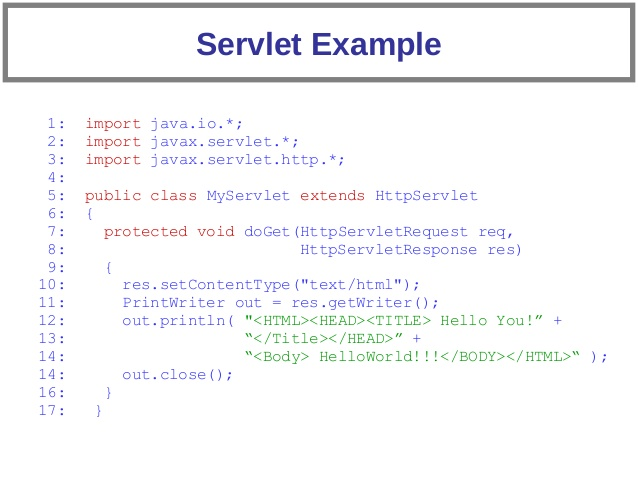 Servlet Example
1: import java.io.*;
2: import javax.servlet.*;
3: import javax.servlet.http.*;
4:
5: public class MyServlet extends HttpServlet
6: {
7: protected void doGet(HttpServletRequest req,
8: HttpServletResponse res)
9: {
10: res.setContentType("text/html");
11: PrintWriter out = res.getWriter();
12: out.println( "<HTML><HEAD><TITLE> Hello You!” +
13: “</Title></HEAD>” +
14: “<Body> HelloWorld!!!</BODY></HTML>“ );
14: out.close();
16: }
17: }